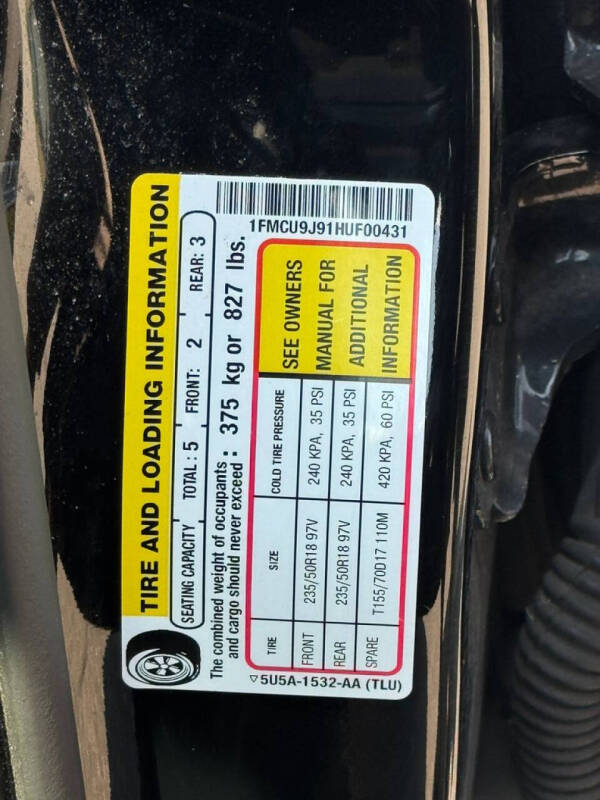 TIRE AND LOADING INFORMATION
SEATING CAPACITY TOTAL: 5 FRONT: 2 REAR: 3
The combined weight of occupants
and cargo should never exceed : 375 kg or 827 lbs.
TIRE SIZE COLD TIRE PRESSURE
FRONT 235/50R18 97V 240 KPA, 35 PSI
REAR 235/50R18 97V 240 KPA, 35 PSI
SPARE T155/70D17 110M 420 KPA, 60 PSI
SEE OWNERS
MANUAL FOR
ADDITIONAL
INFORMATION
▽5U5A-1532-AA (TLU)
1FMCU9J91HUF00431